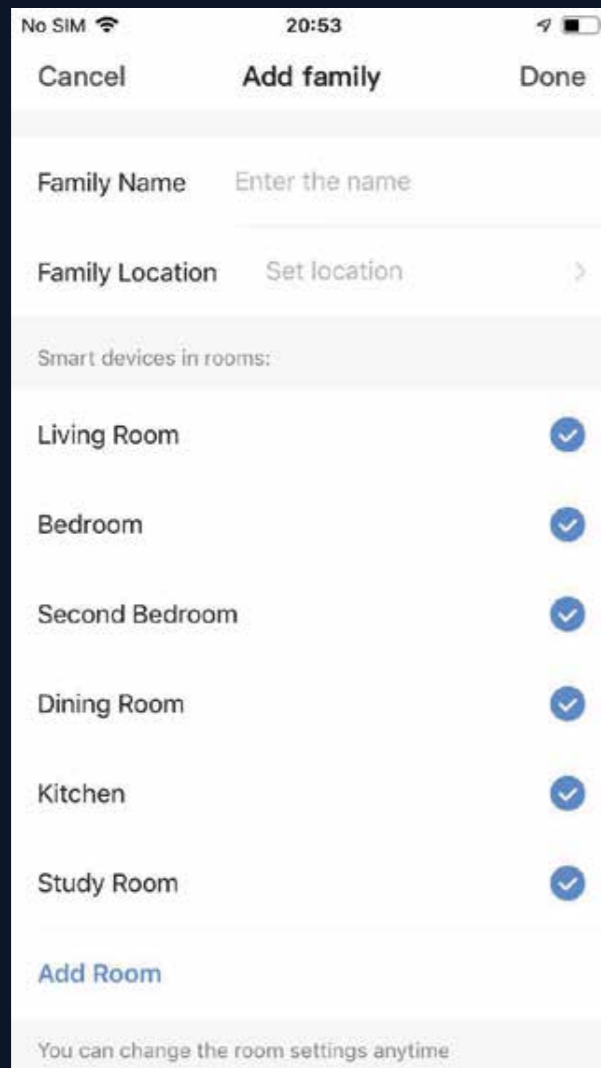 No SIM 20:53
Cancel Add family Done
Family Name Enter the name
Family Location Set location
Smart devices in rooms:
Living Room
Bedroom
Second Bedroom
Dining Room
Kitchen
Study Room
Add Room
You can change the room settings anytime